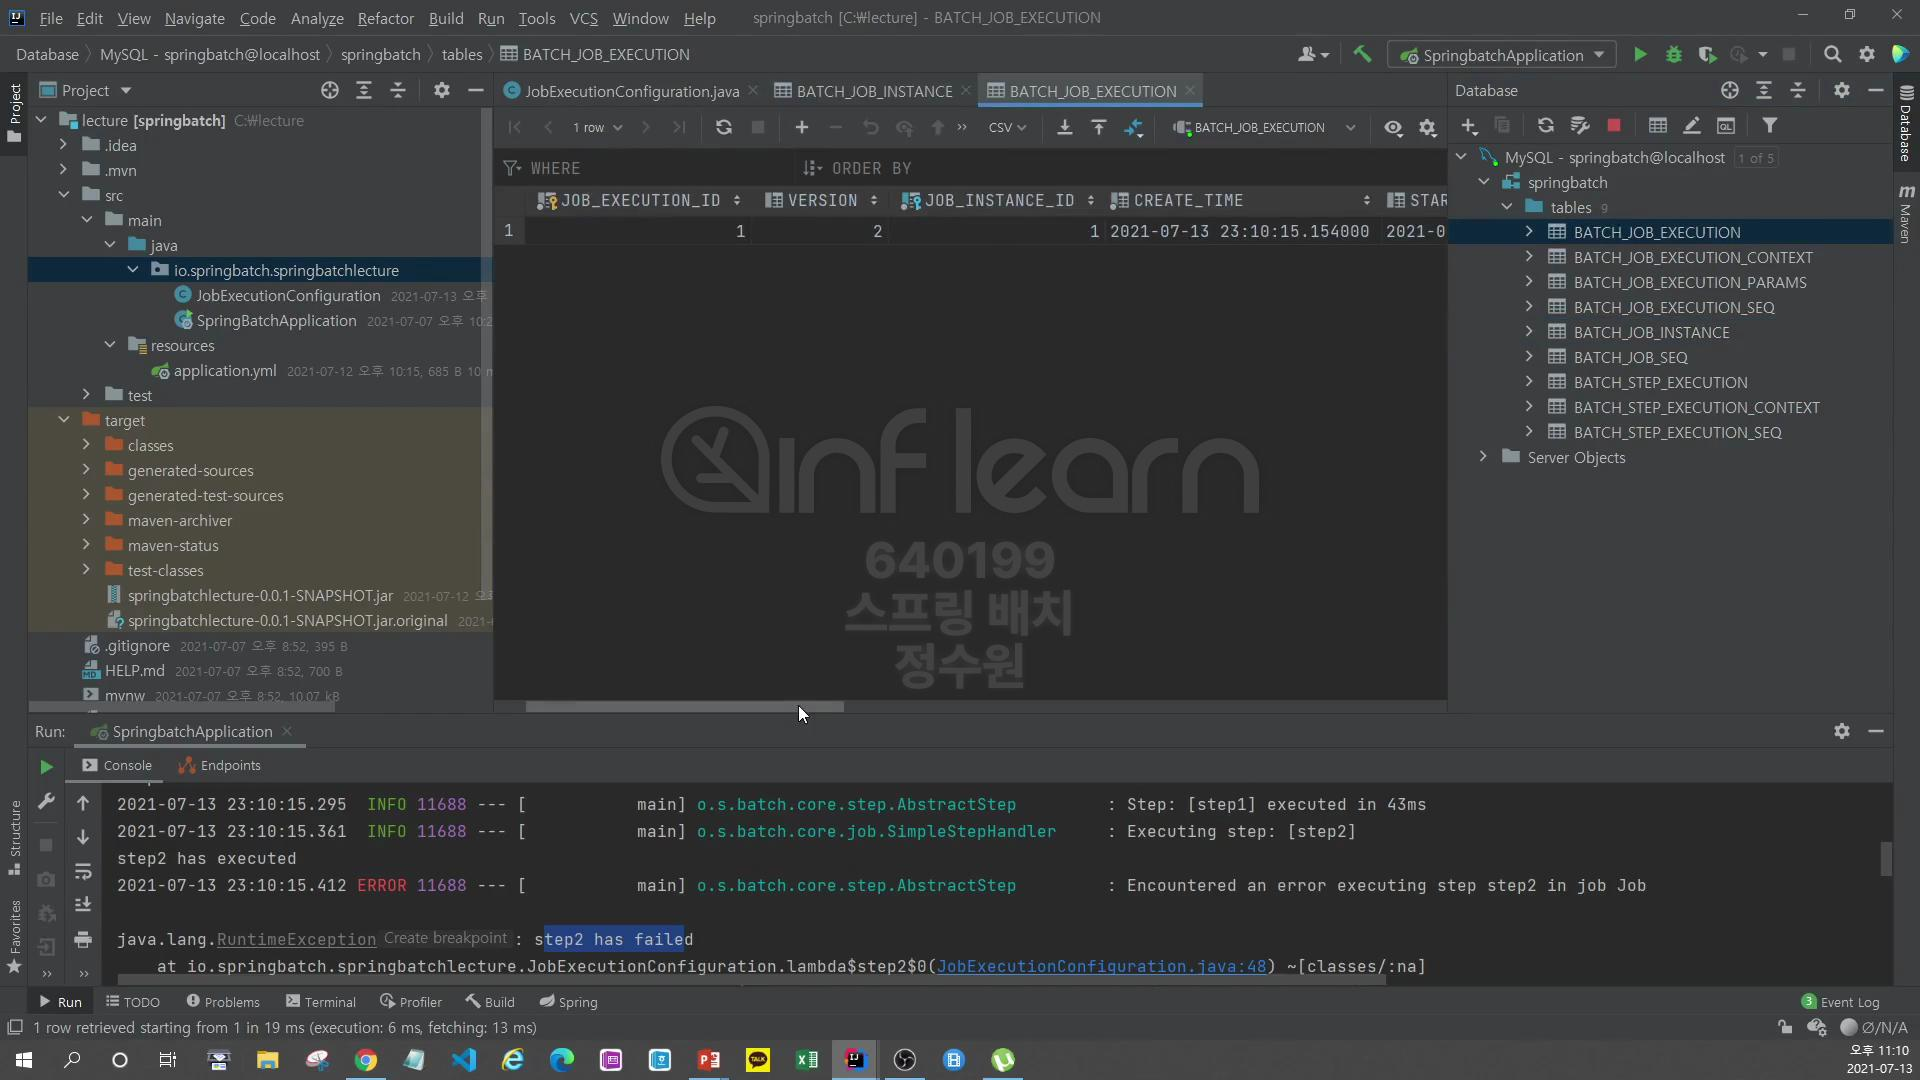 File Edit View Navigate Code Analyze Refactor Build Run Tools VCS Window Help springbatch [C:₩lecture] - BATCH_JOB_EXECUTION
Database MySQL - springbatch@localhost springbatch tables BATCH_JOB_EXECUTION SpringbatchApplication
Project
JobExecutionConfiguration.java BATCH_JOB_INSTANCE BATCH_JOB_EXECUTION
Database
1 row CSV BATCH_JOB_EXECUTION
WHERE ORDER BY
JOB_EXECUTION_ID VERSION JOB_INSTANCE_ID CREATE_TIME STAR
1 1 2 1 2021-07-13 23:10:15.154000 2021-0
Project
lecture [springbatch] C:₩lecture
.idea
.mvn
src
main
java
io.springbatch.springbatchlecture
JobExecutionConfiguration 2021-07-13 오후
SpringBatchApplication 2021-07-07 오후 10:2
resources
application.yml 2021-07-12 오후 10:15, 685 B 10 m
test
target
classes
generated-sources
generated-test-sources
maven-archiver
maven-status
test-classes
springbatchlecture-0.0.1-SNAPSHOT.jar 2021-07-12 오후
springbatchlecture-0.0.1-SNAPSHOT.jar.original 2021-
.gitignore 2021-07-07 오후 8:52, 395 B
HELP.md 2021-07-07 오후 8:52, 700 B
mvnw 2021-07-07 오후 8:52, 10.07 kB
inflearn
640199
스프링 배치
정수원
MySQL - springbatch@localhost 1 of 5
springbatch
tables 9
BATCH_JOB_EXECUTION
BATCH_JOB_EXECUTION_CONTEXT
BATCH_JOB_EXECUTION_PARAMS
BATCH_JOB_EXECUTION_SEQ
BATCH_JOB_INSTANCE
BATCH_JOB_SEQ
BATCH_STEP_EXECUTION
BATCH_STEP_EXECUTION_CONTEXT
BATCH_STEP_EXECUTION_SEQ
Server Objects
Database
Maven
Run: SpringbatchApplication
Console Endpoints
2021-07-13 23:10:15.295 INFO 11688 --- [ main] o.s.batch.core.step.AbstractStep : Step: [step1] executed in 43ms
2021-07-13 23:10:15.361 INFO 11688 --- [ main] o.s.batch.core.job.SimpleStepHandler : Executing step: [step2]
step2 has executed
2021-07-13 23:10:15.412 ERROR 11688 --- [ main] o.s.batch.core.step.AbstractStep : Encountered an error executing step step2 in job Job
java.lang.RuntimeException Create breakpoint : step2 has failed
at io.springbatch.springbatchlecture.JobExecutionConfiguration.lambda$step2$0(JobExecutionConfiguration.java:48) ~[classes/:na]
Structure
Favorites
Run TODO Problems Terminal Profiler Build Spring 3 Event Log
1 row retrieved starting from 1 in 19 ms (execution: 6 ms, fetching: 13 ms) Ø/N/A
TALK
오후 11:10
2021-07-13